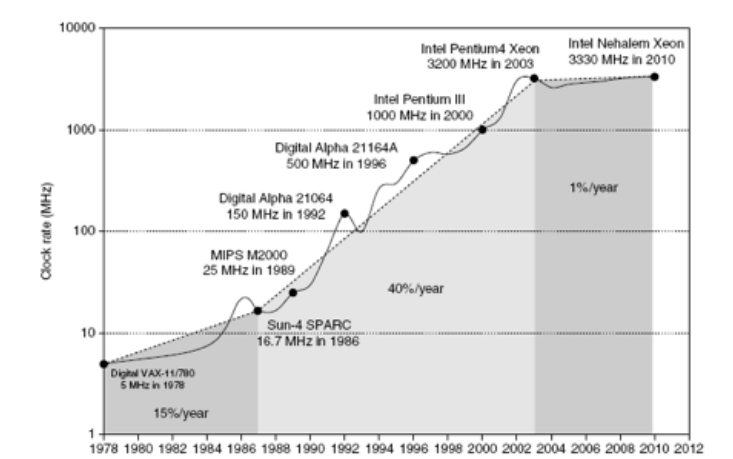 10000
Intel Pentium4 Xeon
3200 MHz in 2003
Intel Nehalem Xeon
3330 MHz in 2010
Intel Pentium III
1000 MHz in 2000
1000
Digital Alpha 21164A
500 MHz in 1996
1%/year
Digital Alpha 21064
150 MHz in 1992
100
Clock rate (MHz)
MIPS M2000
25 MHz in 1989
40%/year
10
Sun-4 SPARC
16.7 MHz in 1986
Digital VAX-11/780
5 MHz in 1978
15%/year
1
1978 1980 1982 1984 1986 1988 1990 1992 1994 1996 1998 2000 2002 2004 2006 2008 2010 2012